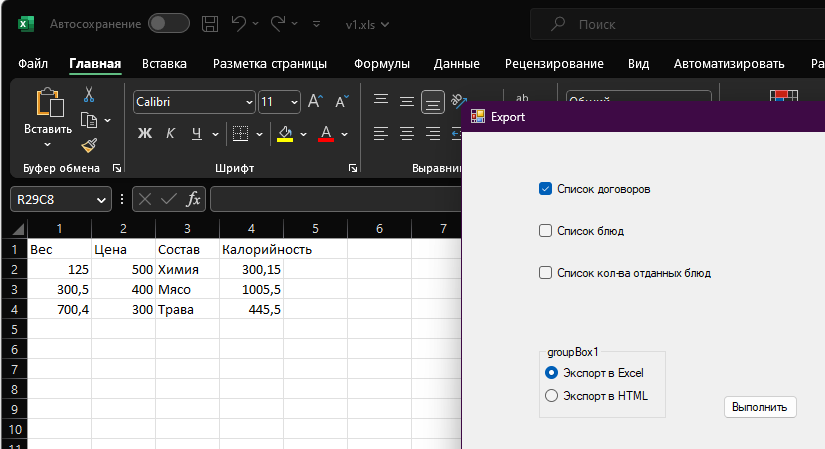 Автосохранение v1.xls Поиск
Файл Главная Вставка Разметка страницы Формулы Данные Рецензирование Вид Автоматизировать
Вставить
Calibri 11
Ж К Ч
ab
Буфер обмена Шрифт
Export
R29C8 fx
1 2 3 4 5 6 7
1 Вес Цена Состав Калорийность
2 125 500 Химия 300,15
3 300,5 400 Мясо 1005,5
4 700,4 300 Трава 445,5
5
6
7
8
9
10
Список договоров
Список блюд
Список кол-ва отданных блюд
groupBox1
Экспорт в Excel
Экспорт в HTML
Выполнить